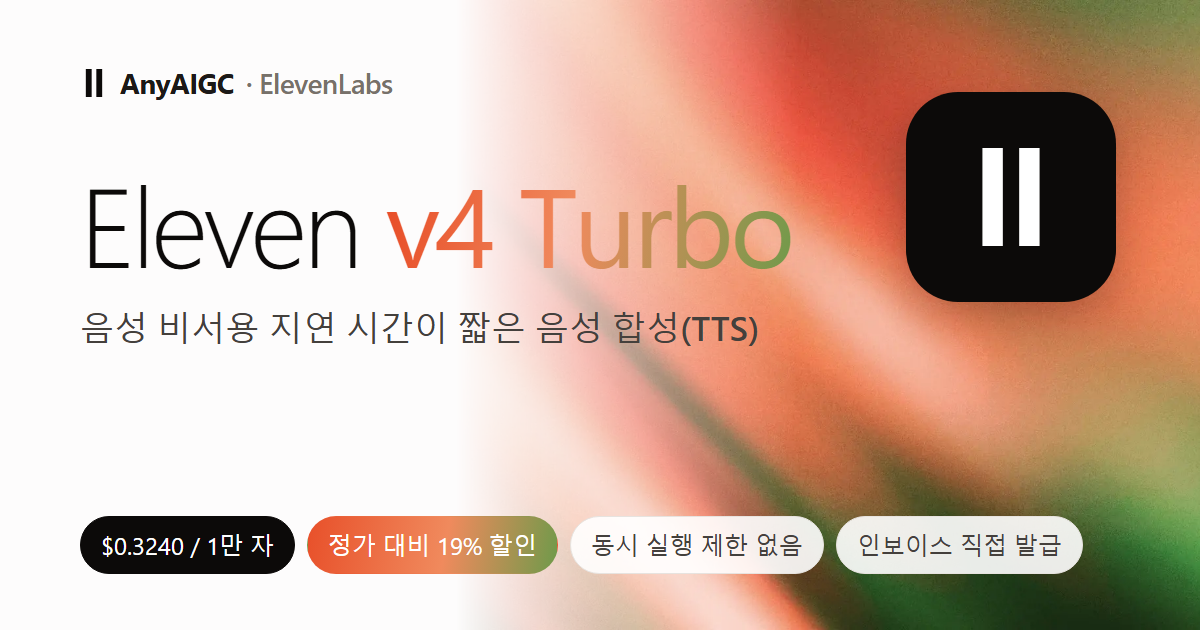 AnyAIGC · ElevenLabs
Eleven v4 Turbo
음성 비서용 지연 시간이 짧은 음성 합성(TTS)
$0.3240 / 1만 자
정가 대비 19% 할인
동시 실행 제한 없음
인보이스 직접 발급